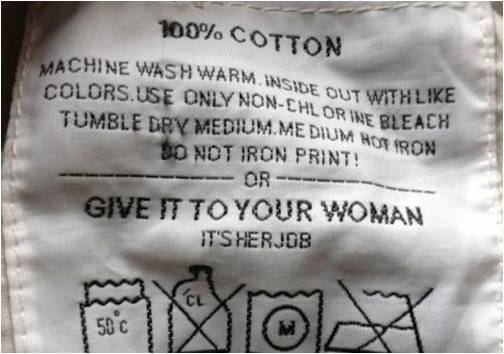 100% COTTON
MACHINE WASH WARM.INSIDE OUT WITH LIKE
COLORS.USE ONLY NON-CHLORINE BLEACH
TUMBLE DRY MEDIUM.MEDIUM HOT IRON
DO NOT IRON PRINT!
OR
GIVE IT TO YOUR WOMAN
IT'S HER JOB
50°C CL M